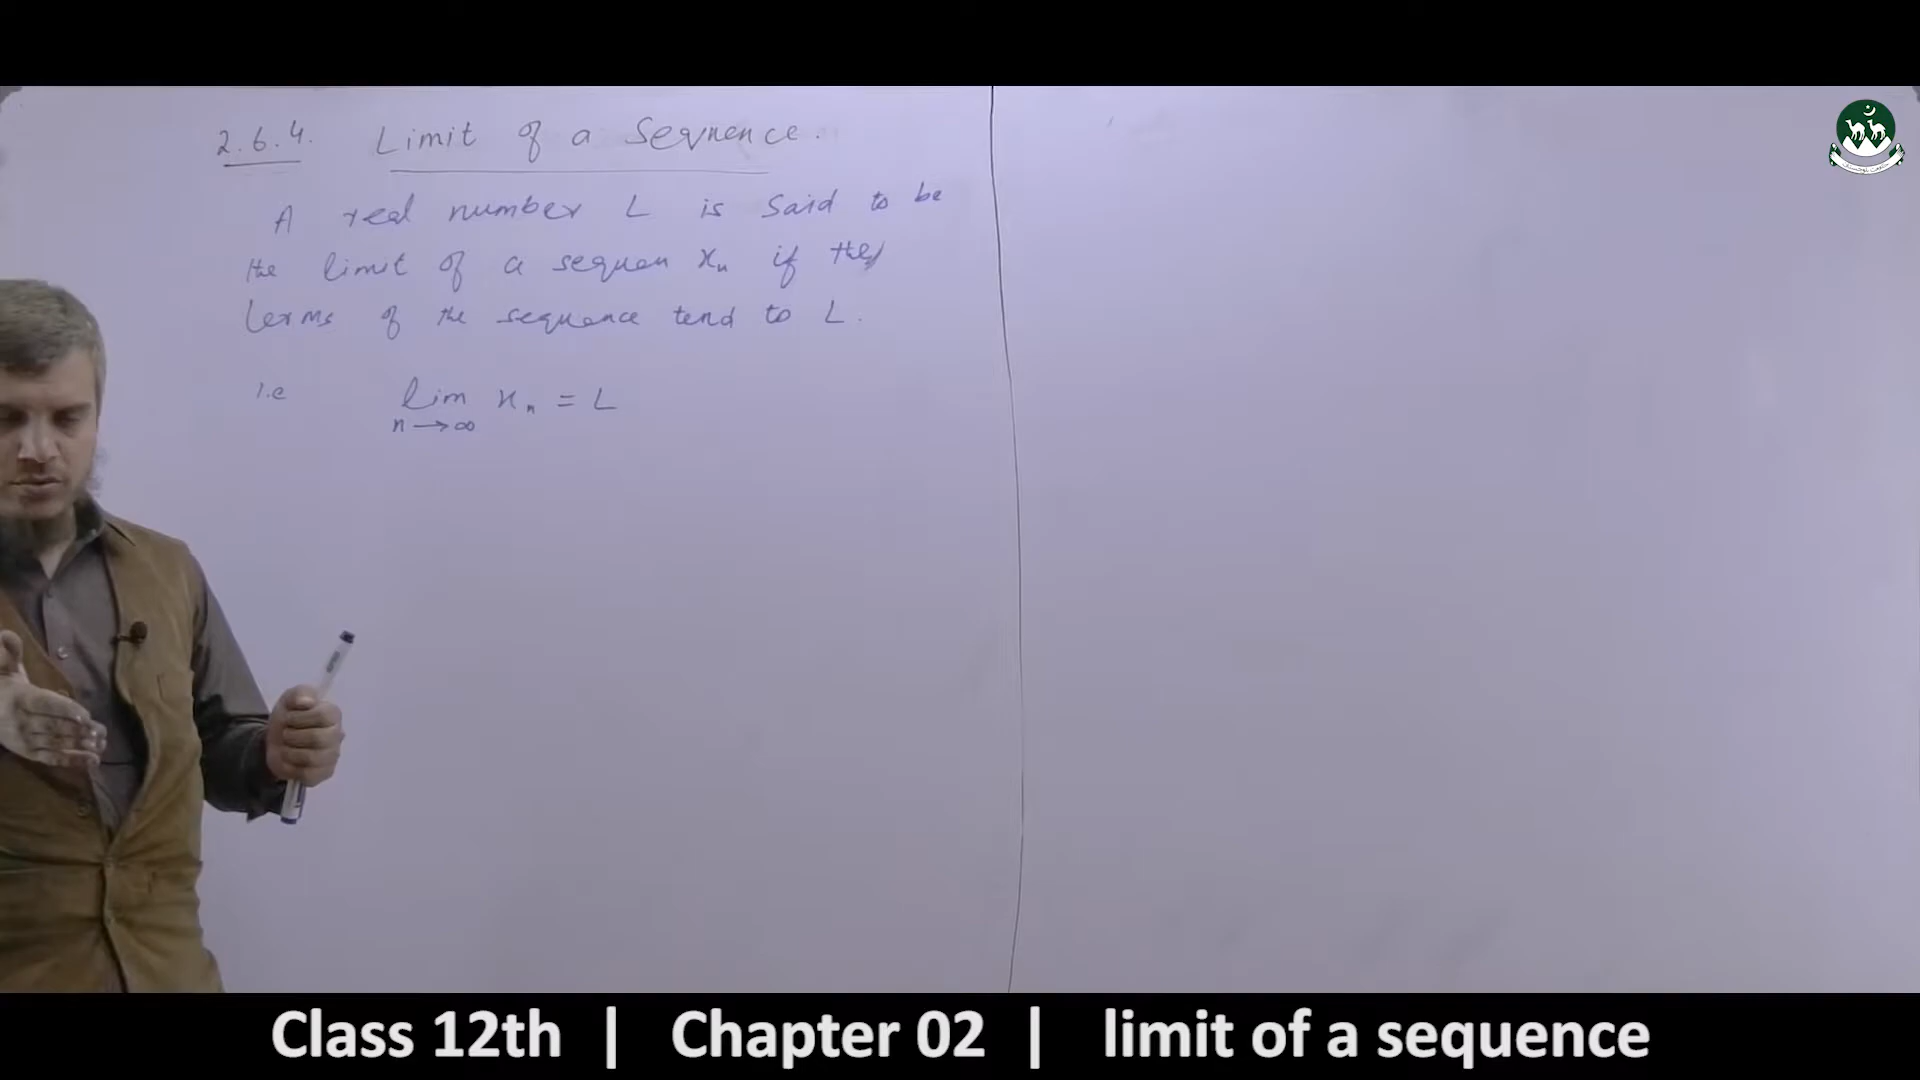 2.6.4. Limit of a Sequence.
A real number L is said to be
the limit of a sequen xₙ if the
terms of the sequence tend to L.
i.e lim xₙ = L
n → ∞
Class 12th | Chapter 02 | limit of a sequence